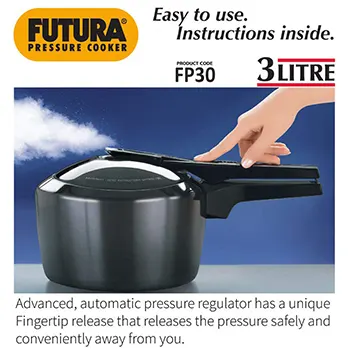 FUTURA®
PRESSURE COOKER
Easy to use.
Instructions inside.
PRODUCT CODE
FP30
3 LITRE
Advanced, automatic pressure regulator has a unique
Fingertip release that releases the pressure safely and
conveniently away from you.